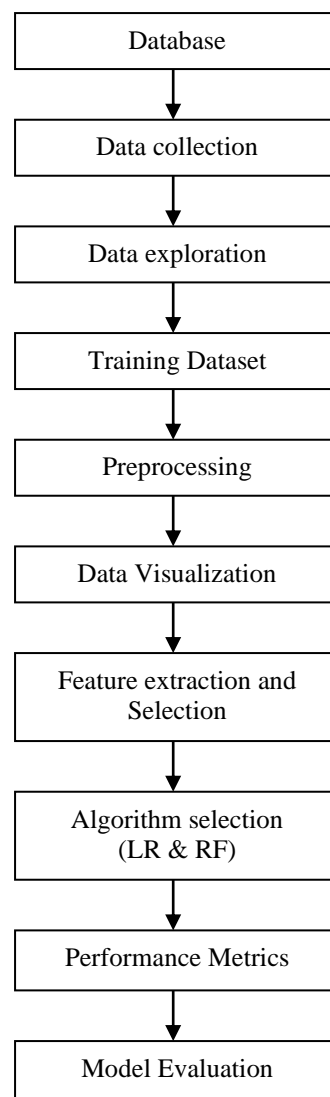 Database
Data collection
Data exploration
Training Dataset
Preprocessing
Data Visualization
Feature extraction and
Selection
Algorithm selection
(LR & RF)
Performance Metrics
Model Evaluation